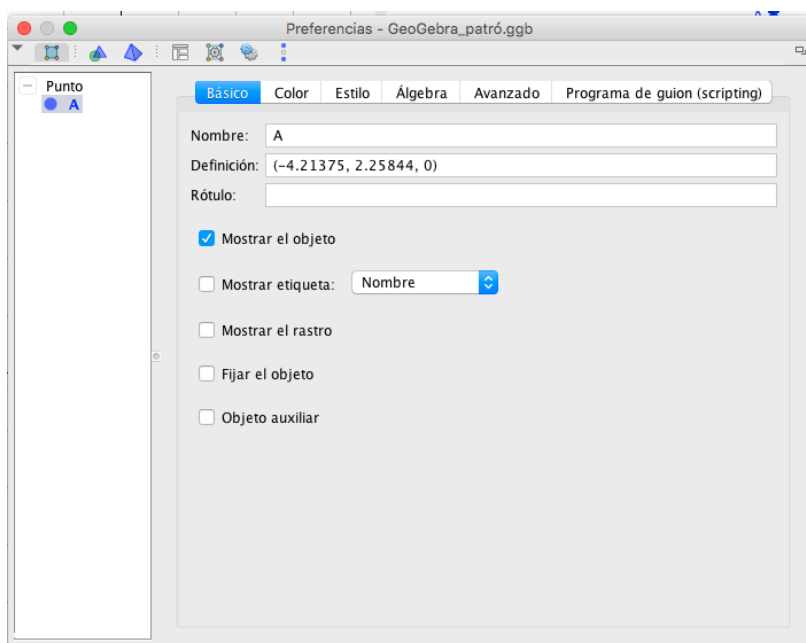 Preferencias - GeoGebra_patró.ggb
Punto
A
Básico Color Estilo Álgebra Avanzado Programa de guion (scripting)
Nombre: A
Definición: (-4.21375, 2.25844, 0)
Rótulo:
Mostrar el objeto
Mostrar etiqueta: Nombre
Mostrar el rastro
Fijar el objeto
Objeto auxiliar